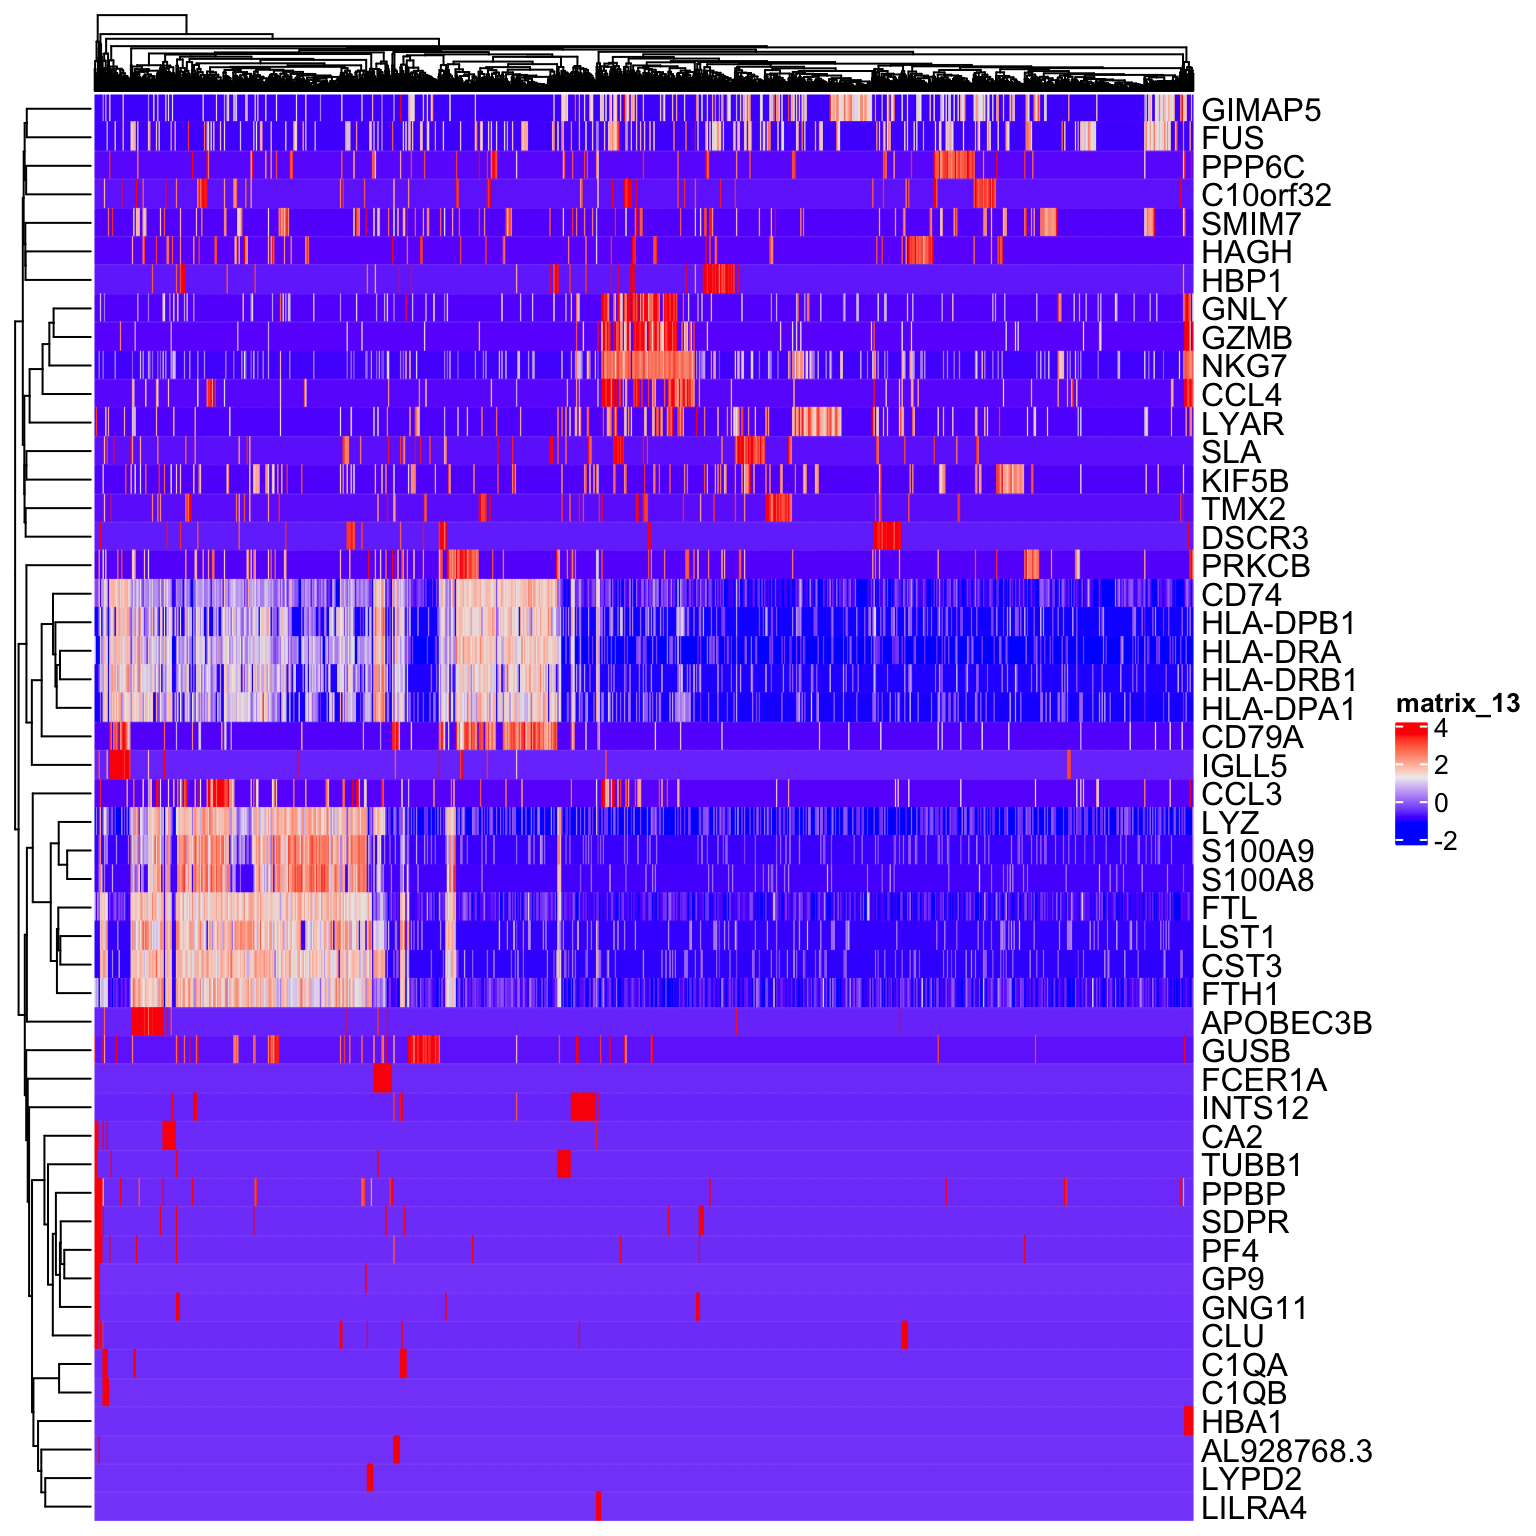 GIMAP5
FUS
PPP6C
C10orf32
SMIM7
HAGH
HBP1
GNLY
GZMB
NKG7
CCL4
LYAR
SLA
KIF5B
TMX2
DSCR3
PRKCB
CD74
HLA-DPB1
HLA-DRA
HLA-DRB1
HLA-DPA1
CD79A
IGLL5
CCL3
LYZ
S100A9
S100A8
FTL
LST1
CST3
FTH1
APOBEC3B
GUSB
FCER1A
INTS12
CA2
TUBB1
PPBP
SDPR
PF4
GP9
GNG11
CLU
C1QA
C1QB
HBA1
AL928768.3
LYPD2
LILRA4
matrix_13
4
2
0
-2